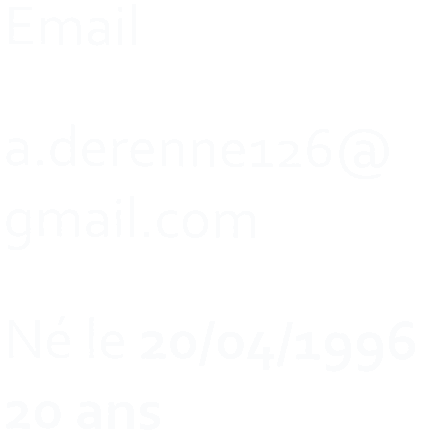 Email
a.derenne126@
gmail.com
Né le 20/04/1996
20 ans